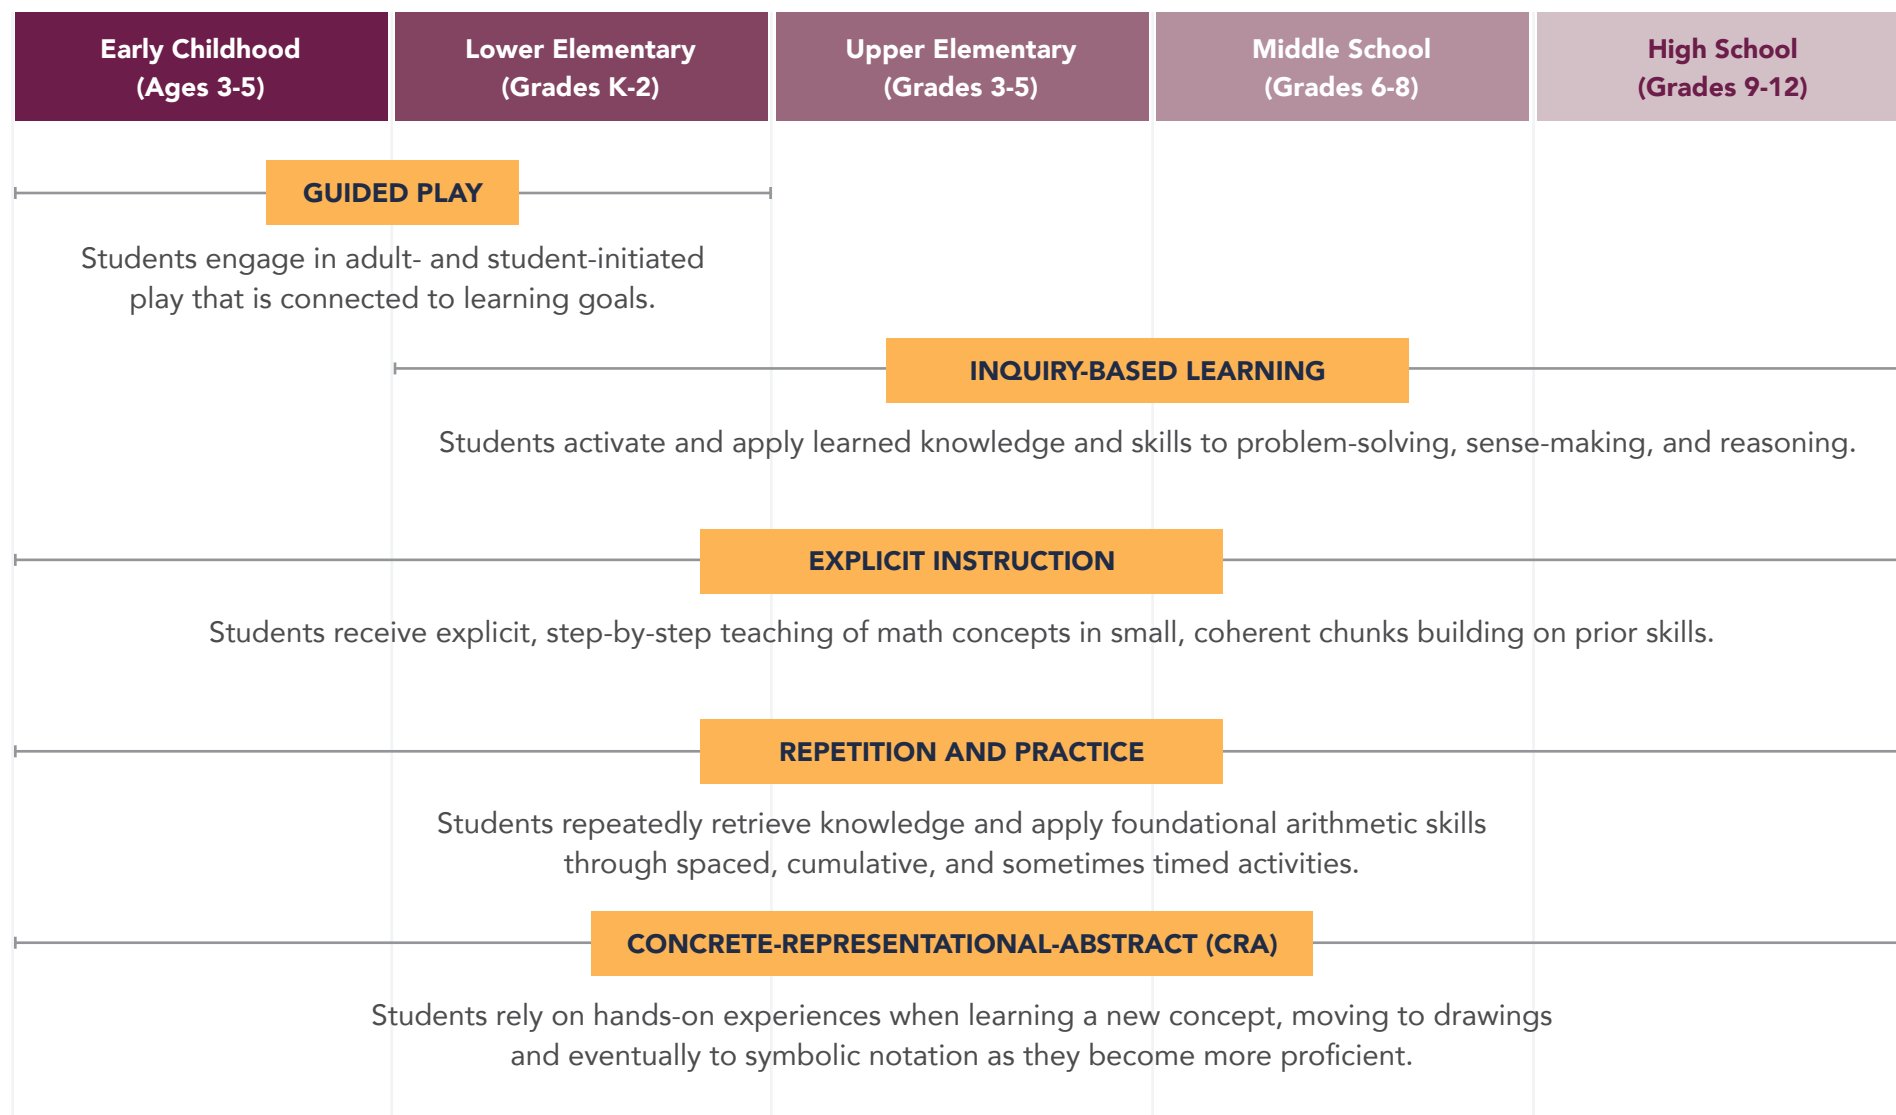 Early Childhood
(Ages 3-5)
Lower Elementary
(Grades K-2)
Upper Elementary
(Grades 3-5)
Middle School
(Grades 6-8)
High School
(Grades 9-12)
GUIDED PLAY
Students engage in adult- and student-initiated
play that is connected to learning goals.
INQUIRY-BASED LEARNING
Students activate and apply learned knowledge and skills to problem-solving, sense-making, and reasoning.
EXPLICIT INSTRUCTION
Students receive explicit, step-by-step teaching of math concepts in small, coherent chunks building on prior skills.
REPETITION AND PRACTICE
Students repeatedly retrieve knowledge and apply foundational arithmetic skills
through spaced, cumulative, and sometimes timed activities.
CONCRETE-REPRESENTATIONAL-ABSTRACT (CRA)
Students rely on hands-on experiences when learning a new concept, moving to drawings
and eventually to symbolic notation as they become more proficient.